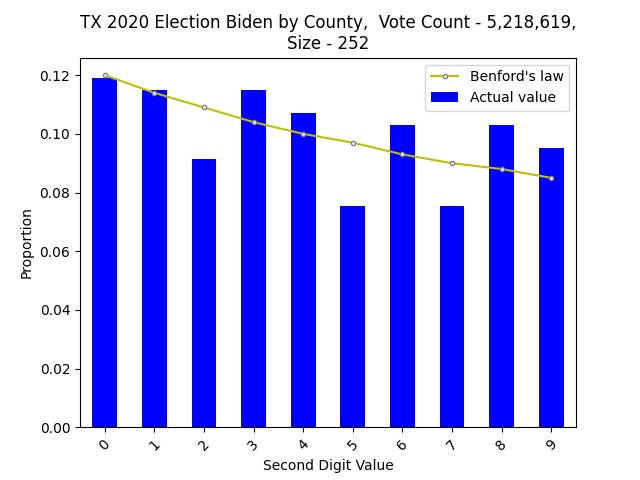 TX 2020 Election Biden by County,  Vote Count - 5,218,619,
Size - 252
Benford's law
Actual value
0.12
0.10
0.08
0.06
0.04
0.02
0.00
Proportion
0 1 2 3 4 5 6 7 8 9
Second Digit Value